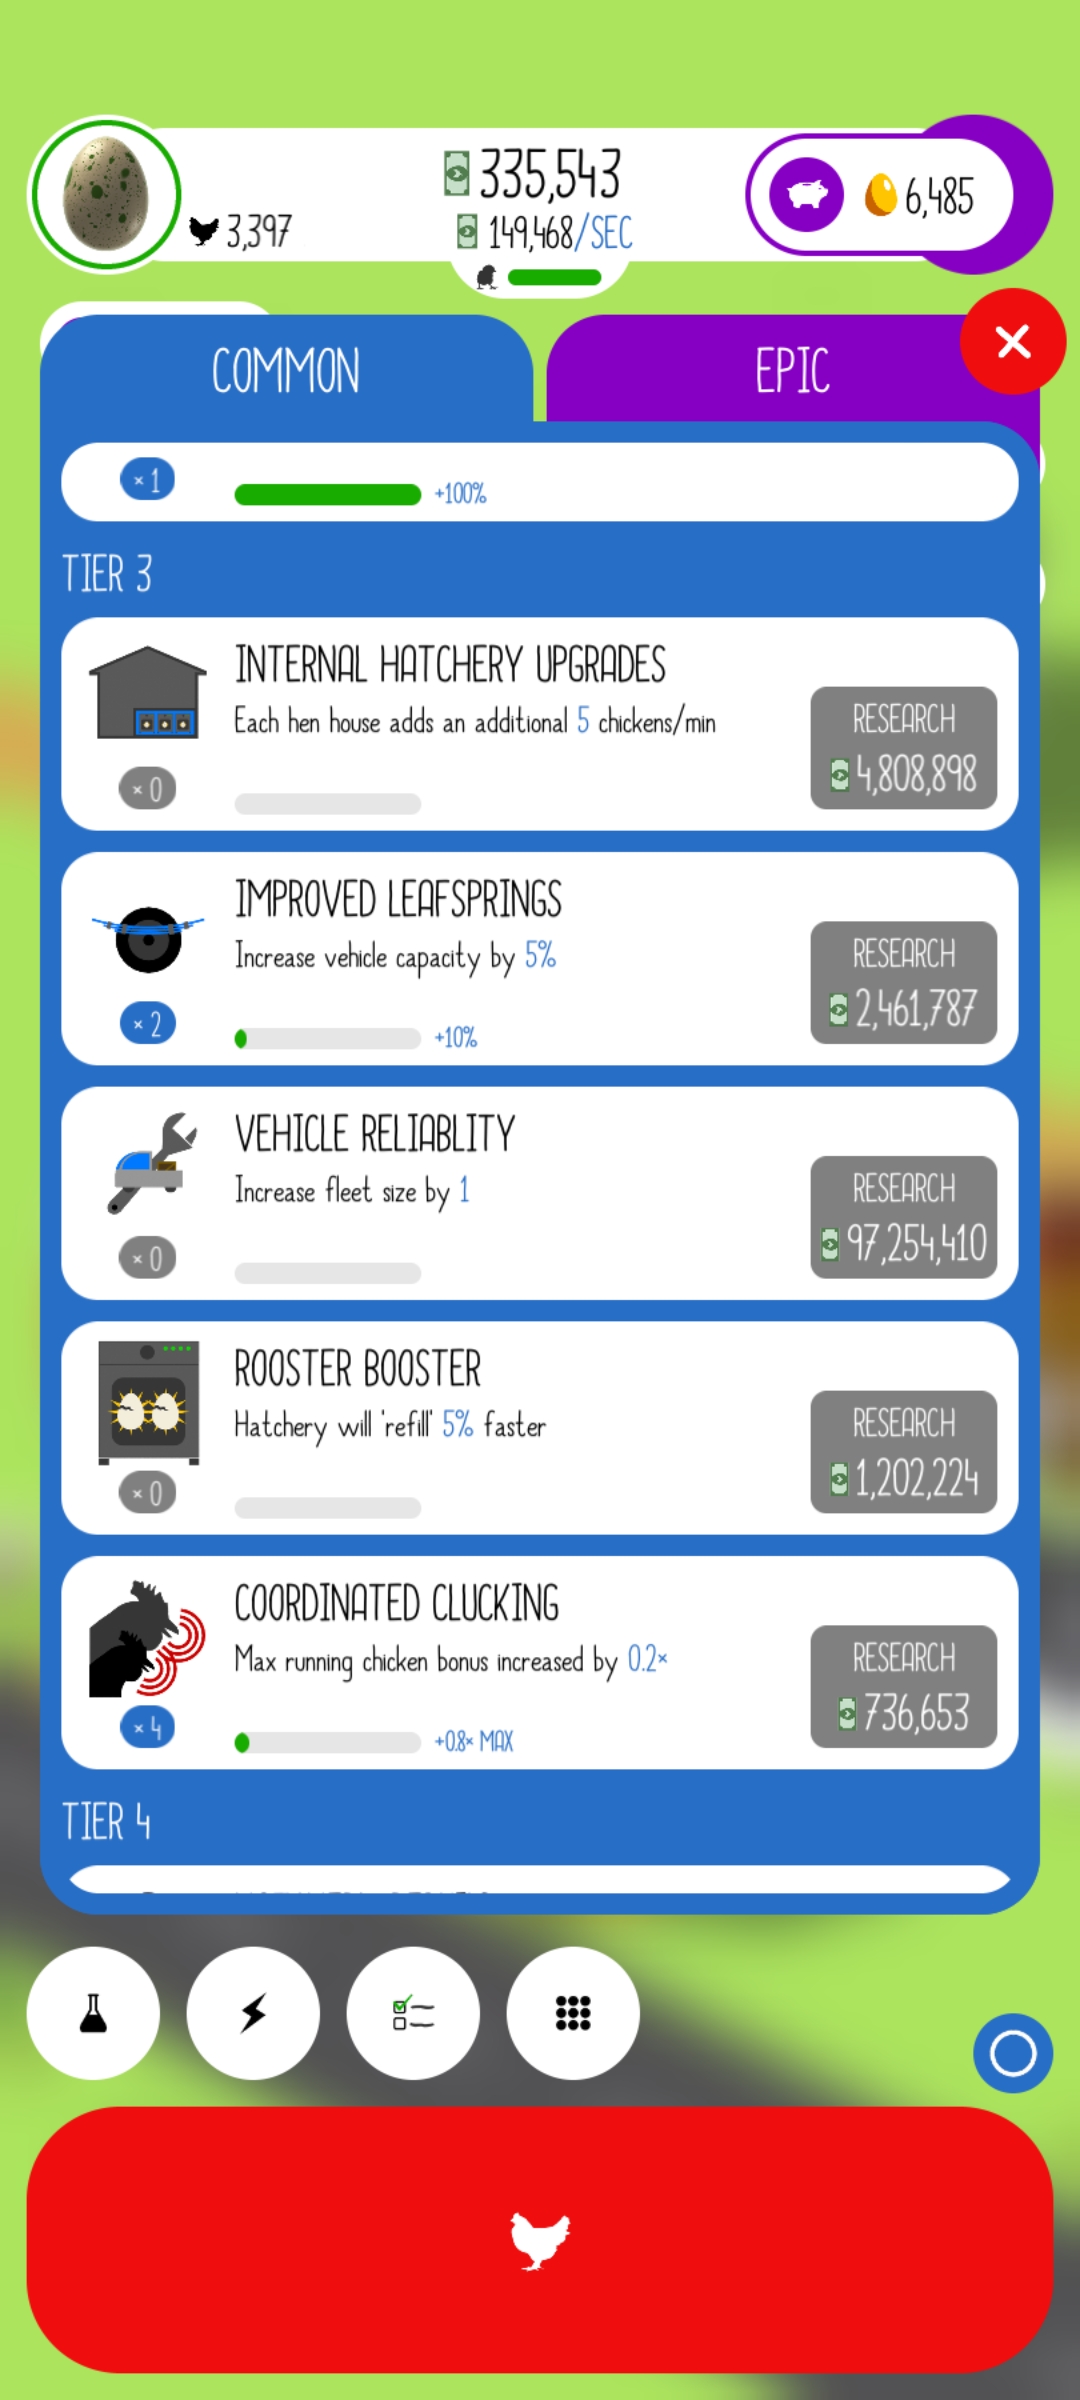 335,543
3,397
149,468/SEC
6,485
COMMON
EPIC
×1
+100%
TIER 3
INTERNAL HATCHERY UPGRADES
Each hen house adds an additional 5 chickens/min
RESEARCH
4,808,898
×0
IMPROVED LEAFSPRINGS
Increase vehicle capacity by 5%
RESEARCH
2,461,787
×2
+10%
VEHICLE RELIABLITY
Increase fleet size by 1
RESEARCH
97,254,410
×0
ROOSTER BOOSTER
Hatchery will 'refill' 5% faster
RESEARCH
1,202,224
×0
COORDINATED CLUCKING
Max running chicken bonus increased by 0.2×
RESEARCH
736,653
×4
+0.8× MAX
TIER 4